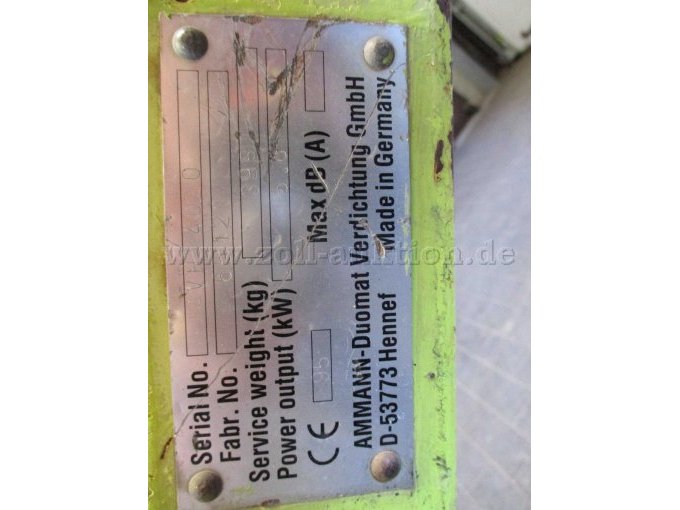 Serial No.
Fabr. No.
Service weight (kg)
Power output (kW)
CE 95 Max dB (A)
AMMANN-Duomat Verdichtung GmbH
D-53773 Hennef Made in Germany
www.zoll-auktion.de